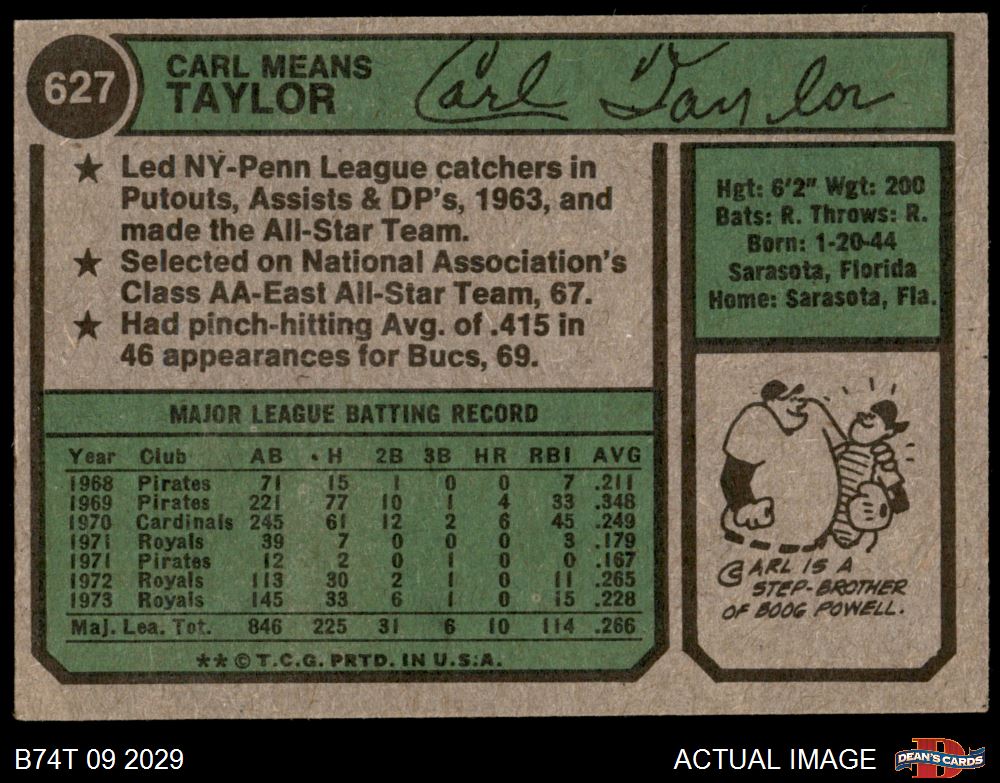 627
CARL MEANS
TAYLOR
Carl Taylor
★ Led NY-Penn League catchers in
Putouts, Assists & DP's, 1963, and
made the All-Star Team.
★ Selected on National Association's
Class AA-East All-Star Team, 67.
★ Had pinch-hitting Avg. of .415 in
46 appearances for Bucs, 69.
Hgt: 6'2" Wgt: 200
Bats: R. Throws: R.
Born: 1-20-44
Sarasota, Florida
Home: Sarasota, Fla.
MAJOR LEAGUE BATTING RECORD
Year Club AB H 2B 3B HR RBI AVG
1968 Pirates 71 15 1 0 0 7 .211
1969 Pirates 221 77 10 1 4 33 .348
1970 Cardinals 245 61 12 2 6 45 .249
1971 Royals 39 7 0 0 0 3 .179
1971 Pirates 12 2 0 1 0 0 .167
1972 Royals 113 30 2 1 0 11 .265
1973 Royals 145 33 6 1 0 15 .228
Maj. Lea. Tot. 846 225 31 6 10 114 .266
** © T.C.G. PRTD. IN U.S.A.
CARL IS A
STEP-BROTHER
OF BOOG POWELL.
B74T 09 2029
ACTUAL IMAGE
D
DEAN'S CARDS